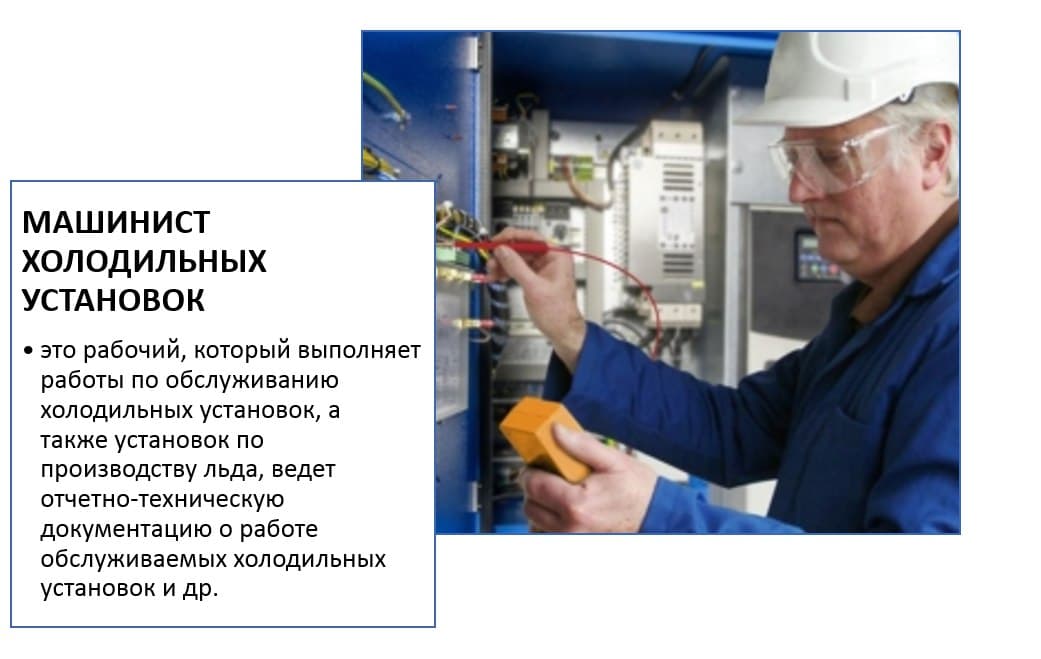 МАШИНИСТ
ХОЛОДИЛЬНЫХ
УСТАНОВОК
• это рабочий, который выполняет
работы по обслуживанию
холодильных установок, а
также установок по
производству льда, ведет
отчетно-техническую
документацию о работе
обслуживаемых холодильных
установок и др.